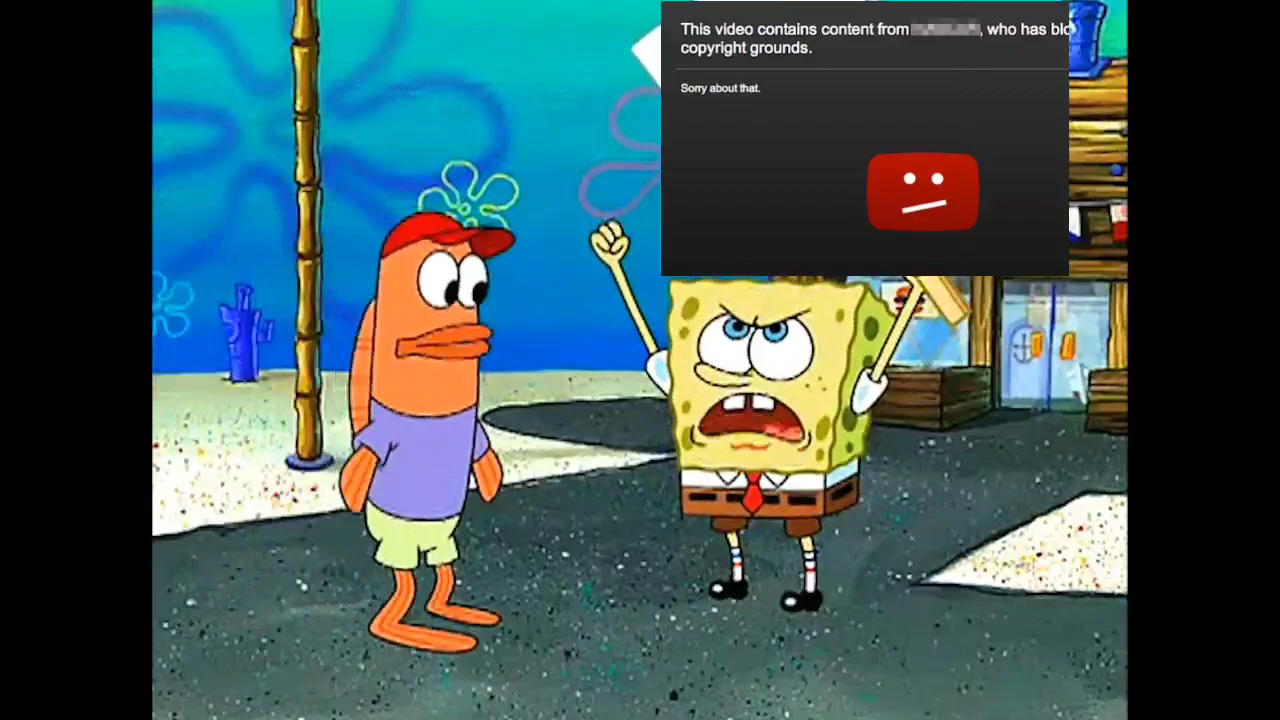 This video contains content from , who has blo
copyright grounds.
Sorry about that.